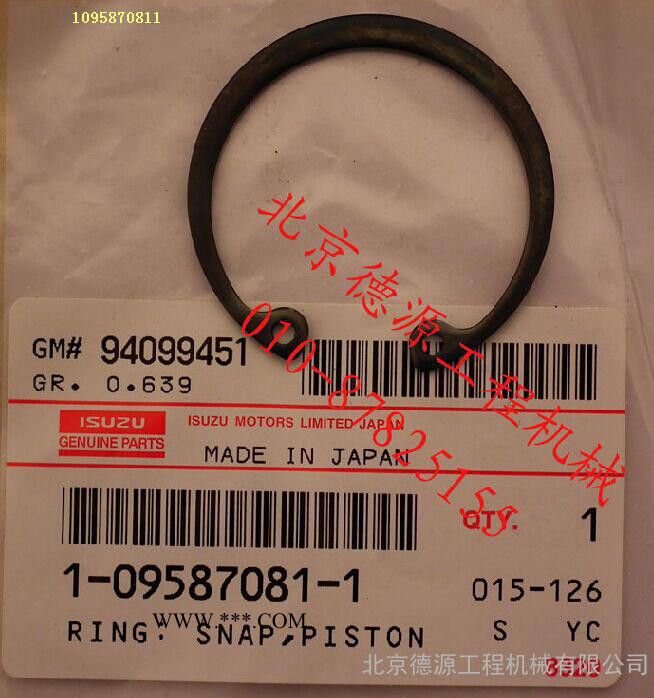 1095870811
GM# 94099451
GR. 0.639
ISUZU
GENUINE PARTS
ISUZU MOTORS LIMITED JAPAN
MADE IN JAPAN
北京德源工程机械
010-87825153
QTY. 1
1-09587081-1
015-126
WWW.***.COM
RING. SNAP,PISTON
S YC
北京德源工程机械有限公司